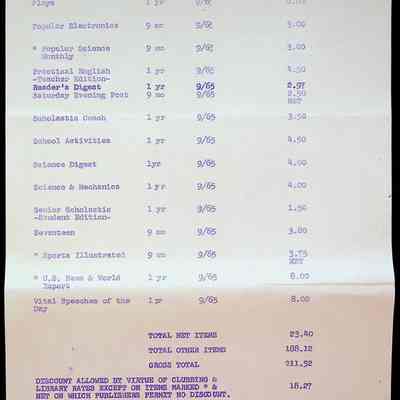 Plays 1 yr 9/65
Popular Electronics 9 mo 9/65 3.00
* Popular Science 9 mo 9/65 3.00
Monthly
Practical English 1 yr 9/65 4.50
-Teacher Edition-
Reader's Digest 1 yr 9/65 2.97
Saturday Evening Post 9 mo 9/65 2.50
NET
Scholastic Coach 1 yr 9/65 3.50
School Activities 1 yr 9/65 4.50
Science Digest 1yr 9/65 4.00
Science & Mechanics 1 yr 9/65 4.00
Senior Scholastic 1 yr 9/65 1.50
-Student Edition-
Seventeen 9 mo 9/65 3.80
* Sports Illustrated 9 mo 9/65 3.75
NET
* U.S. News & World 1 yr 9/65 8.00
Report
Vital Speeches of the 1 yr 9/65 8.00
Day
TOTAL NET ITEMS 23.40
TOTAL OTHER ITEMS 188.12
GROSS TOTAL 211.52
DISCOUNT ALLOWED BY VIRTUE OF CLUBBING &
LIBRARY RATES EXCEPT ON ITEMS MARKED * & 18.27
NET ON WHICH PUBLISHERS PERMIT NO DISCOUNT.